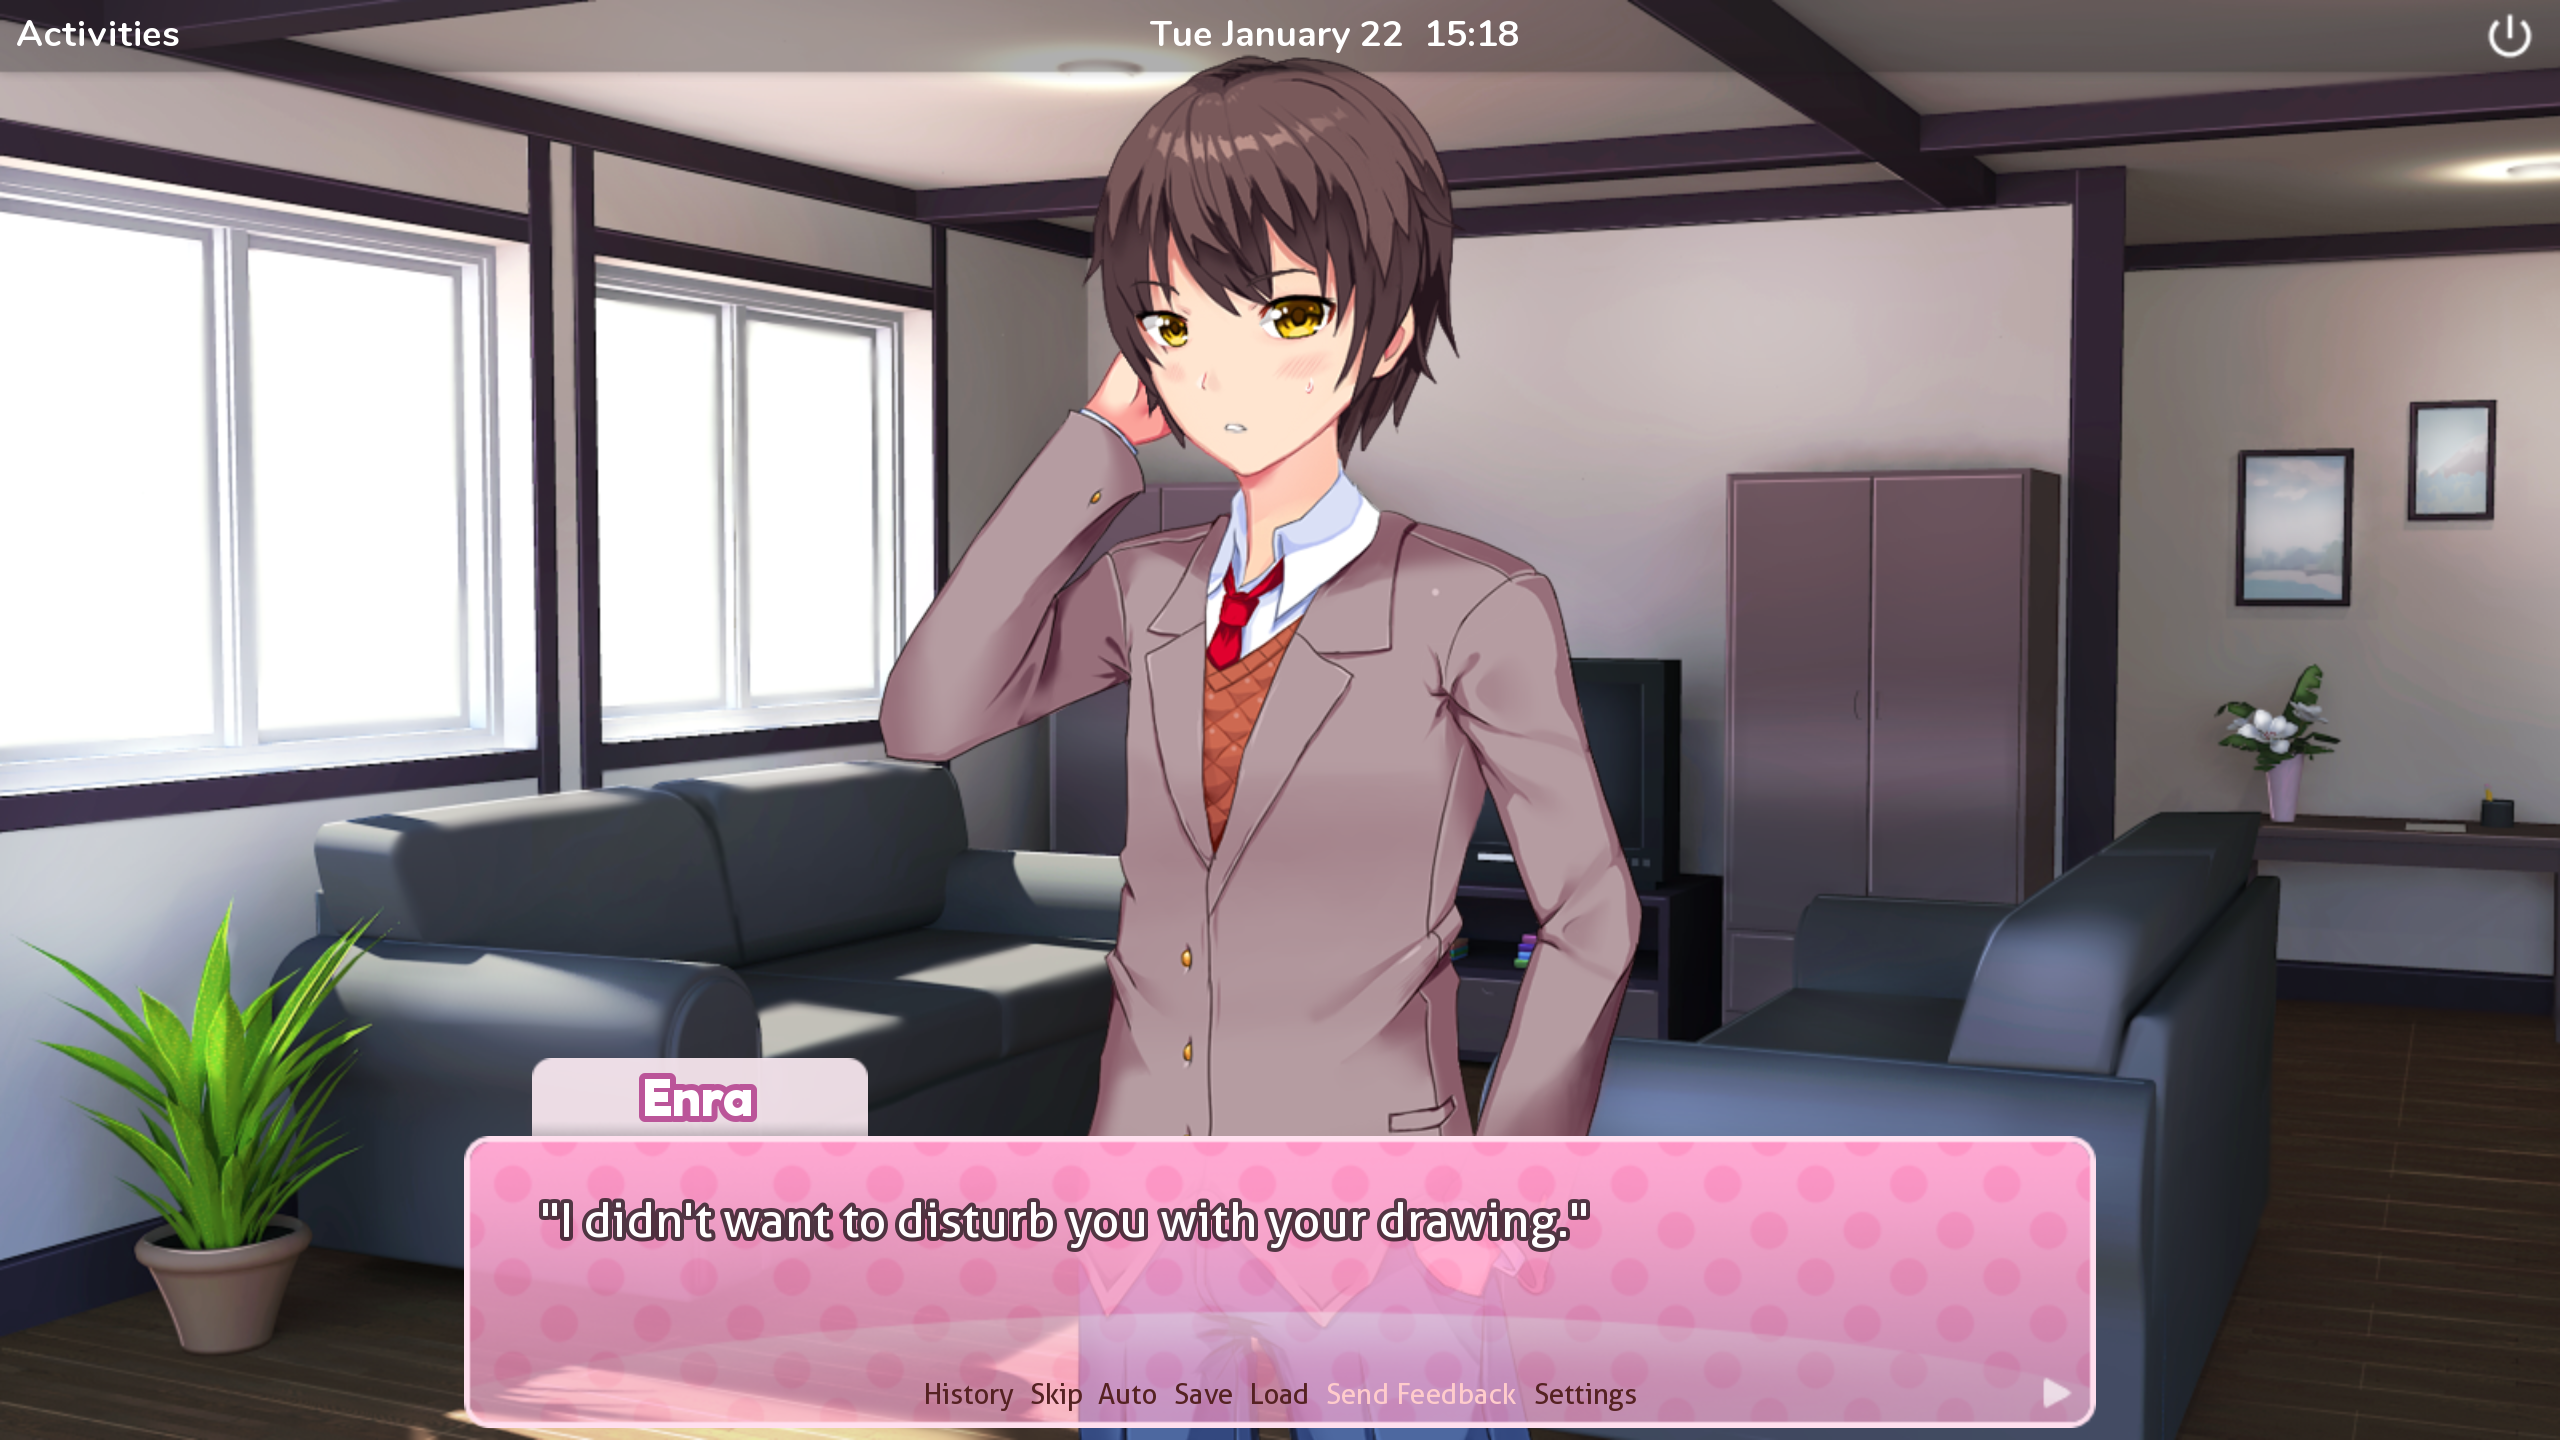 Activities
Tue January 22 15:18
Enra
"I didn't want to disturb you with your drawing."
History Skip Auto Save Load Send Feedback Settings